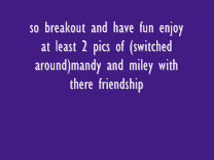 so breakout and have fun enjoy
at least 2 pics of (switched
around)mandy and miley with
there friendship